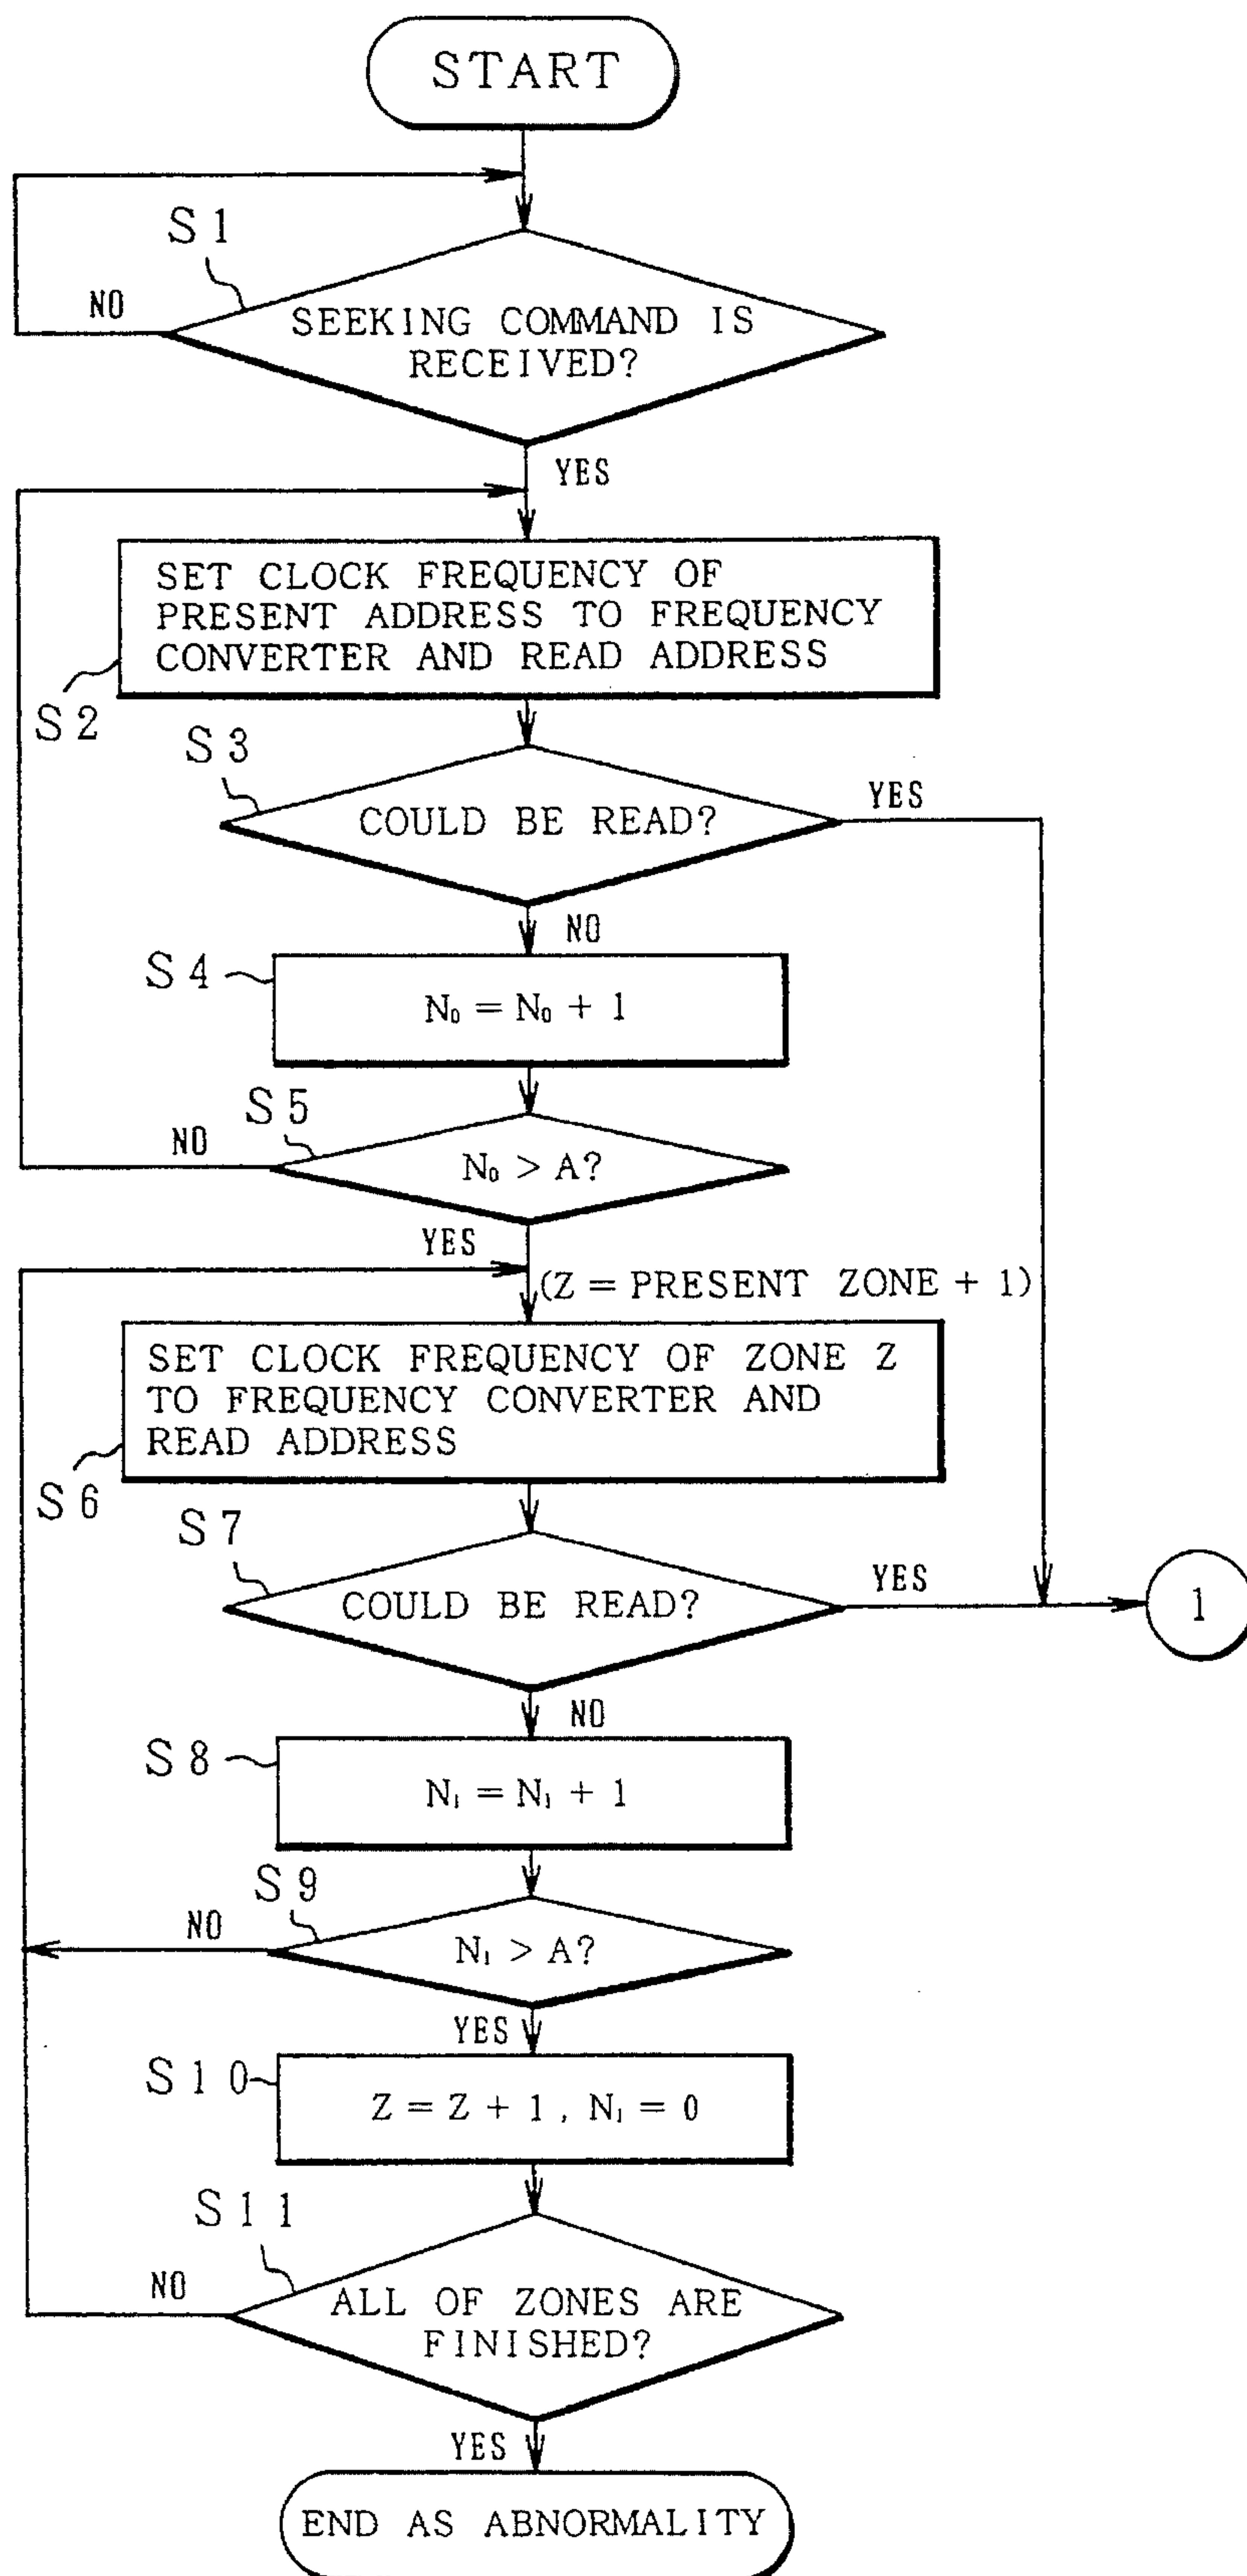 START
S1
NO
SEEKING COMMAND IS
RECEIVED?
YES
SET CLOCK FREQUENCY OF
PRESENT ADDRESS TO FREQUENCY
CONVERTER AND READ ADDRESS
S2
S3
YES
COULD BE READ?
NO
S4
N₀ = N₀ + 1
S5
NO
N₀ > A?
YES
(Z = PRESENT ZONE + 1)
SET CLOCK FREQUENCY OF ZONE Z
TO FREQUENCY CONVERTER AND
READ ADDRESS
S6
S7
YES
COULD BE READ?
1
NO
S8
N₁ = N₁ + 1
S9
NO
N₁ > A?
YES
S10
Z = Z + 1, N₁ = 0
S11
NO
ALL OF ZONES ARE
FINISHED?
YES
END AS ABNORMALITY